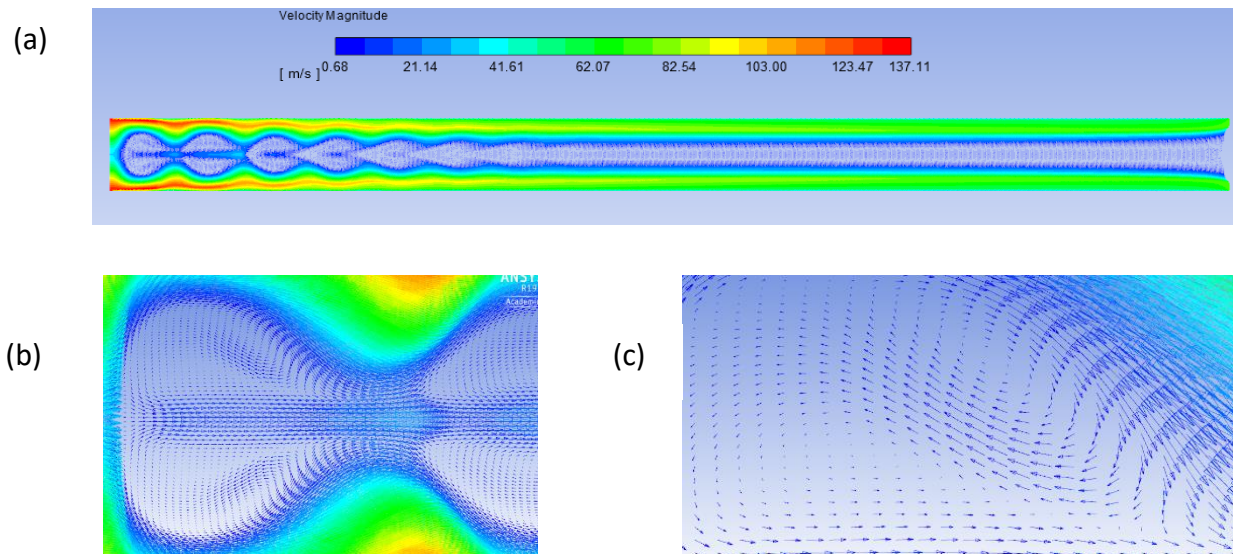 (a)
Velocity Magnitude
[ m/s ] 0.68 21.14 41.61 62.07 82.54 103.00 123.47 137.11
(b)
ANSY
R19
Academi
(c)